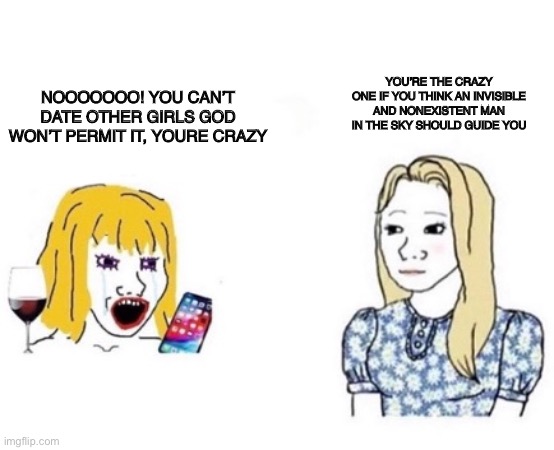 NOOOOOOO! YOU CAN'T
DATE OTHER GIRLS GOD
WON'T PERMIT IT, YOURE CRAZY
YOU'RE THE CRAZY
ONE IF YOU THINK AN INVISIBLE
AND NONEXISTENT MAN
IN THE SKY SHOULD GUIDE YOU
imgflip.com